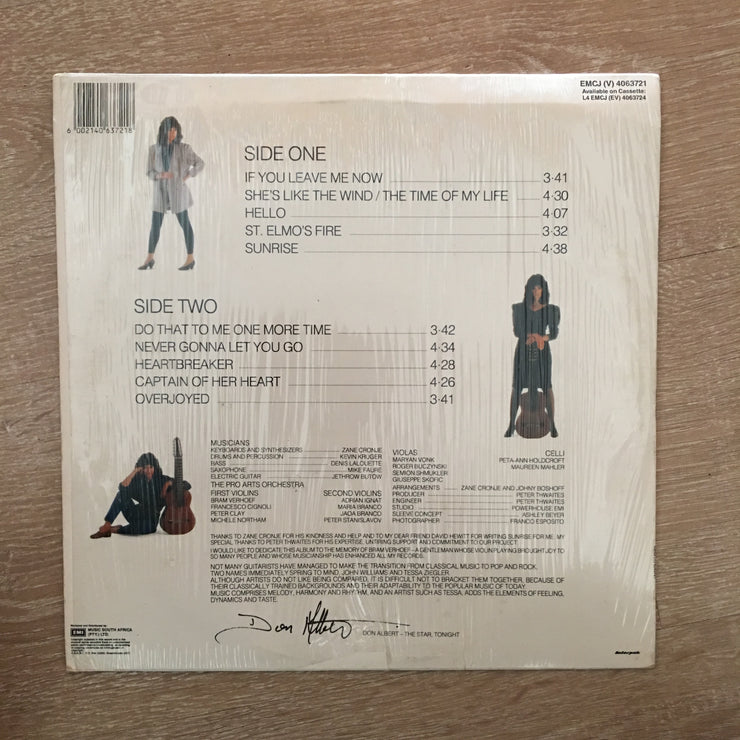 6 002140 637218
EMCJ (V) 4063721
Available on Cassette:
L4 EMCJ (EV) 4063724
SIDE ONE
IF YOU LEAVE ME NOW 3·41
SHE'S LIKE THE WIND / THE TIME OF MY LIFE 4·30
HELLO 4·07
ST. ELMO'S FIRE 3·32
SUNRISE 4·38
SIDE TWO
DO THAT TO ME ONE MORE TIME 3·42
NEVER GONNA LET YOU GO 4·34
HEARTBREAKER 4·28
CAPTAIN OF HER HEART 4·26
OVERJOYED 3·41
MUSICIANS
KEYBOARDS AND SYNTHESIZERS ZANE CRONJE
DRUMS AND PERCUSSION KEVIN KRUGER
BASS DENIS LALOUETTE
SAXOPHONE MIKE FAURE
ELECTRIC GUITAR JETHROW BUTOW
THE PRO ARTS ORCHESTRA
FIRST VIOLINS
BRAM VERHOEF
FRANCESCO CIGNOLI
PETER CLAY
MICHELE NORTHAM
SECOND VIOLINS
ADRIAN IGNAT
MARIA BRANCO
JADA BRANCO
PETER STANISLAVOV
VIOLAS
MARYAN VONK
ROGER BUCZYNSKI
SEMION SHMUKLER
GIUSEPPE SKOFIC
CELLI
PETA-ANN HOLDCROFT
MAUREEN MAHLER
ARRANGEMENTS ZANE CRONJE AND JOHNY BOSHOFF
PRODUCER PETER THWAITES
ENGINEER PETER THWAITES
STUDIO POWERHOUSE EMI
SLEEVE CONCEPT ASHLEY BEYER
PHOTOGRAPHER FRANCO ESPOSITO
THANKS TO ZANE CRONJE FOR HIS KINDNESS AND HELP AND TO MY DEAR FRIEND DAVID HEWITT FOR WRITING SUNRISE FOR ME. MY
SPECIAL THANKS TO PETER THWAITES FOR HIS EXPERTISE, UNTIRING SUPPORT AND COMMITMENT TO OUR PROJECT.
I WOULD LIKE TO DEDICATE THIS ALBUM TO THE MEMORY OF BRAM VERHOEF – A GENTLEMAN WHOSE VIOLIN PLAYING BROUGHT JOY TO
SO MANY PEOPLE AND WHOSE MUSICIANSHIP HAS ENHANCED MY RECORDINGS.
NOT MANY GUITARISTS HAVE MANAGED TO MAKE THE TRANSITION FROM CLASSICAL MUSIC TO POP AND ROCK.
TWO NAMES IMMEDIATELY SPRING TO MIND, JOHN WILLIAMS AND TESSA ZIEGLER.
ALTHOUGH ARTISTS DO NOT LIKE BEING COMPARED, IT IS DIFFICULT NOT TO BRACKET THEM TOGETHER, BECAUSE OF
THEIR CLASSICALLY TRAINED BACKGROUNDS AND THEIR ADAPTABILITY TO THE POPULAR MUSIC OF TODAY.
MUSIC COMPRISES MELODY, HARMONY AND RHYTHM, AND AN ARTIST SUCH AS TESSA, ADDS THE ELEMENTS OF FEELING,
DYNAMICS AND TASTE.
Don Albert
DON ALBERT – THE STAR, TONIGHT
EMI
MUSIC SOUTH AFRICA
(PTY) LTD.
Interpak